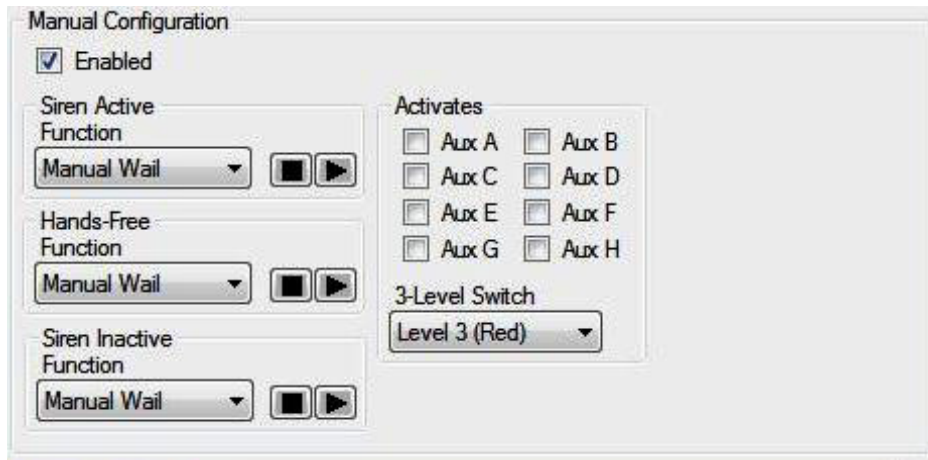 Manual Configuration
Enabled
Siren Active
Function
Manual Wail
Hands-Free
Function
Manual Wail
Siren Inactive
Function
Manual Wail
Activates
Aux A Aux B
Aux C Aux D
Aux E Aux F
Aux G Aux H
3-Level Switch
Level 3 (Red)